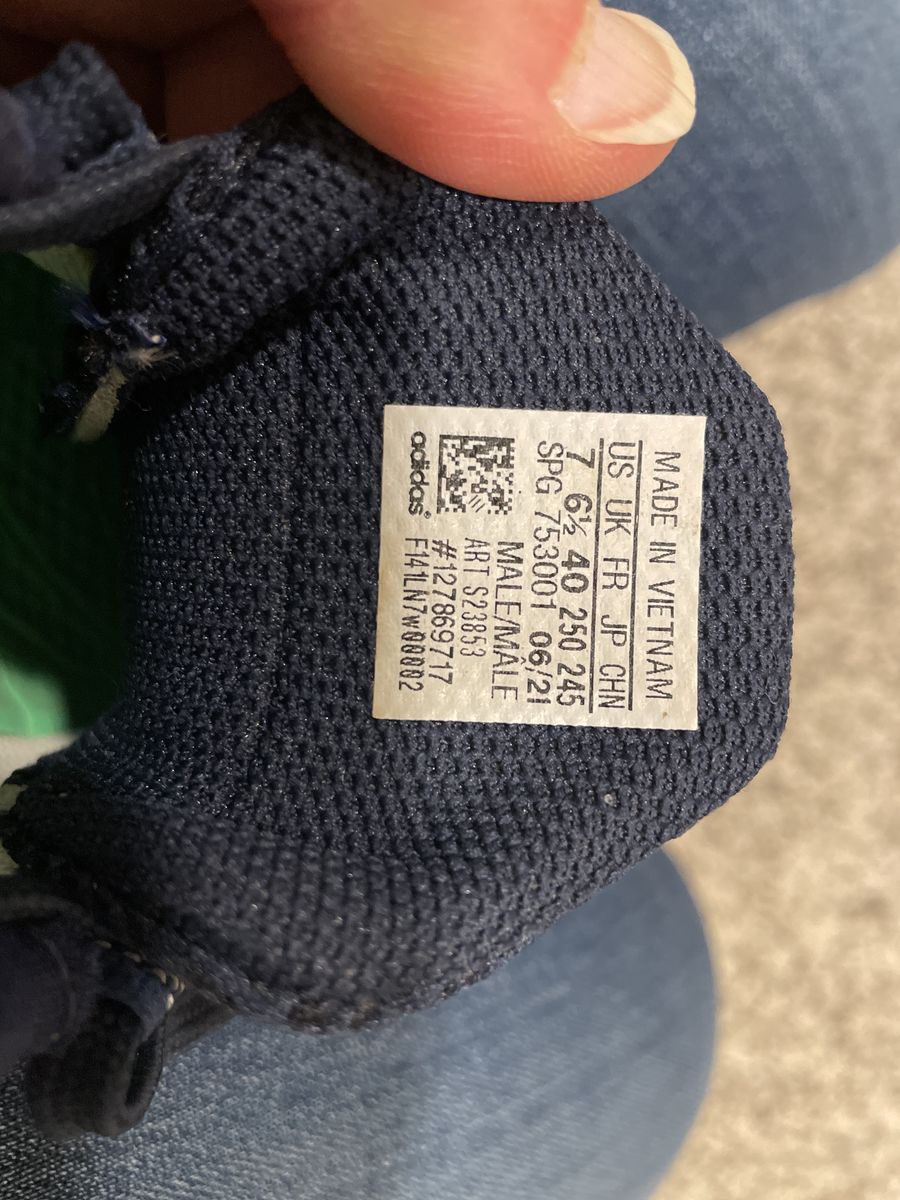 MADE IN VIETNAM
US UK FR JP CHN
7 6½ 40 250 245
SPG 753001 06/21
MALE/MÂLE
ART S23853
#127869717
F141LN7W00002
adidas®